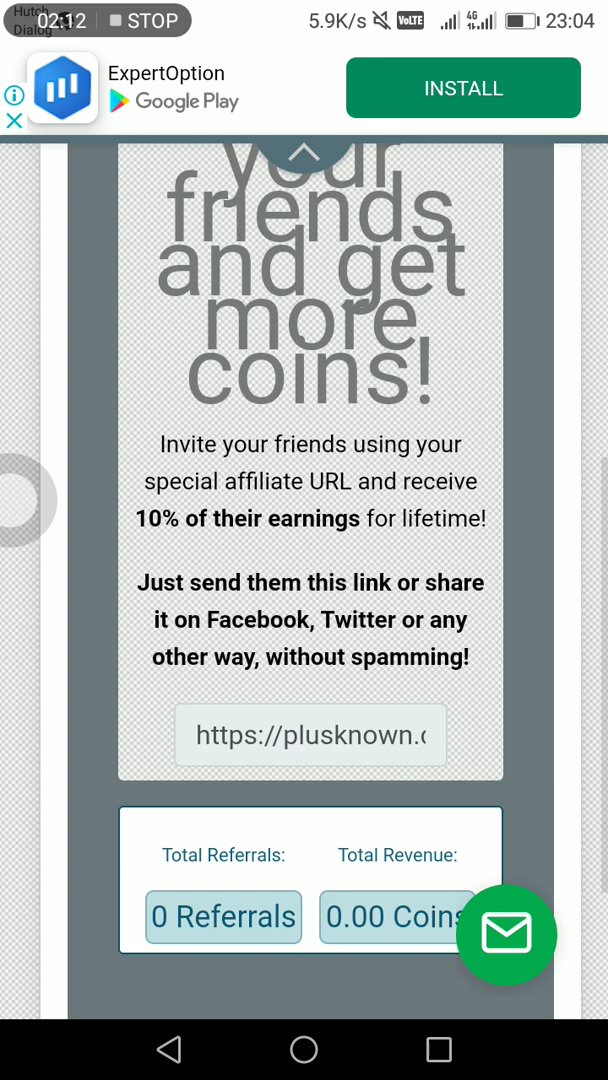 Hutch
Dialog
02:12 STOP
5.9K/s VoLTE 4G 23:04
ExpertOption
Google Play
INSTALL
your
friends
and get
more
coins!
Invite your friends using your
special affiliate URL and receive
10% of their earnings for lifetime!
Just send them this link or share
it on Facebook, Twitter or any
other way, without spamming!
https://plusknown.c
Total Referrals: Total Revenue:
0 Referrals 0.00 Coins